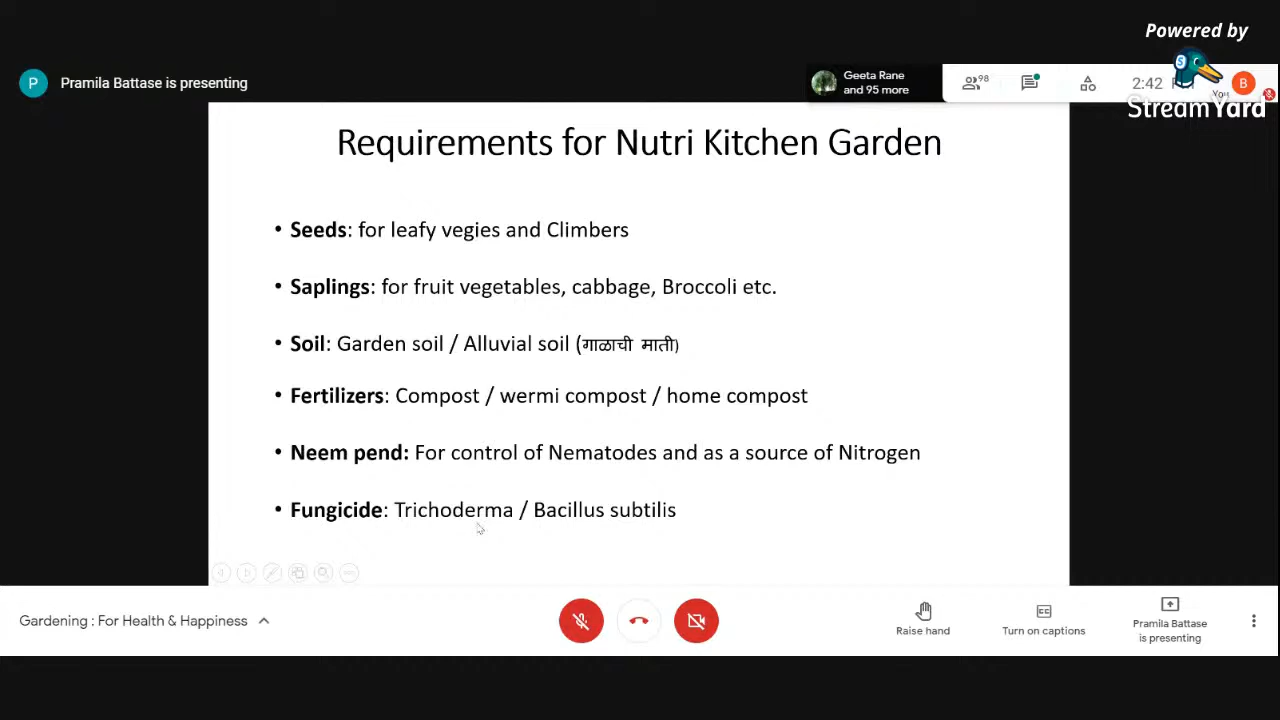 Powered by
StreamYard
P
Pramila Battase is presenting
Geeta Rane
and 95 more
98
2:42
You
B
Requirements for Nutri Kitchen Garden
• Seeds: for leafy vegies and Climbers
• Saplings: for fruit vegetables, cabbage, Broccoli etc.
• Soil: Garden soil / Alluvial soil (गाळाची माती)
• Fertilizers: Compost / wermi compost / home compost
• Neem pend: For control of Nematodes and as a source of Nitrogen
• Fungicide: Trichoderma / Bacillus subtilis
Gardening : For Health & Happiness
Raise hand
Turn on captions
Pramila Battase
is presenting